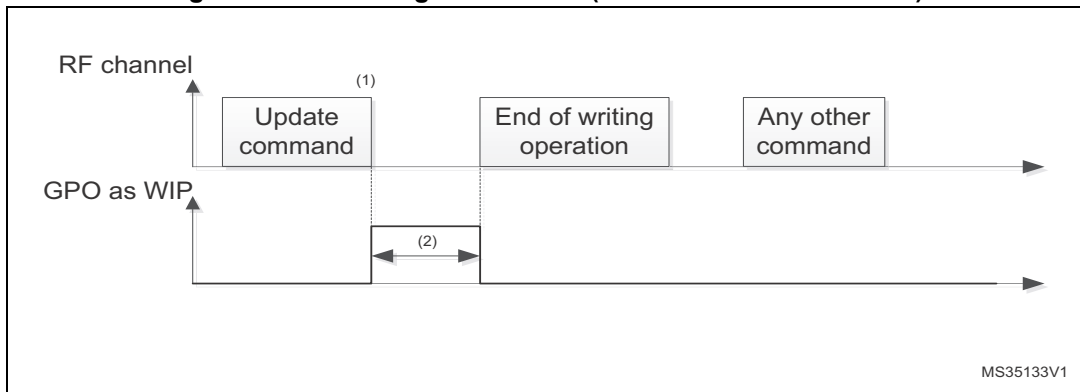 RF channel
(1)
Update
command
End of writing
operation
Any other
command
GPO as WIP
(2)
MS35133V1